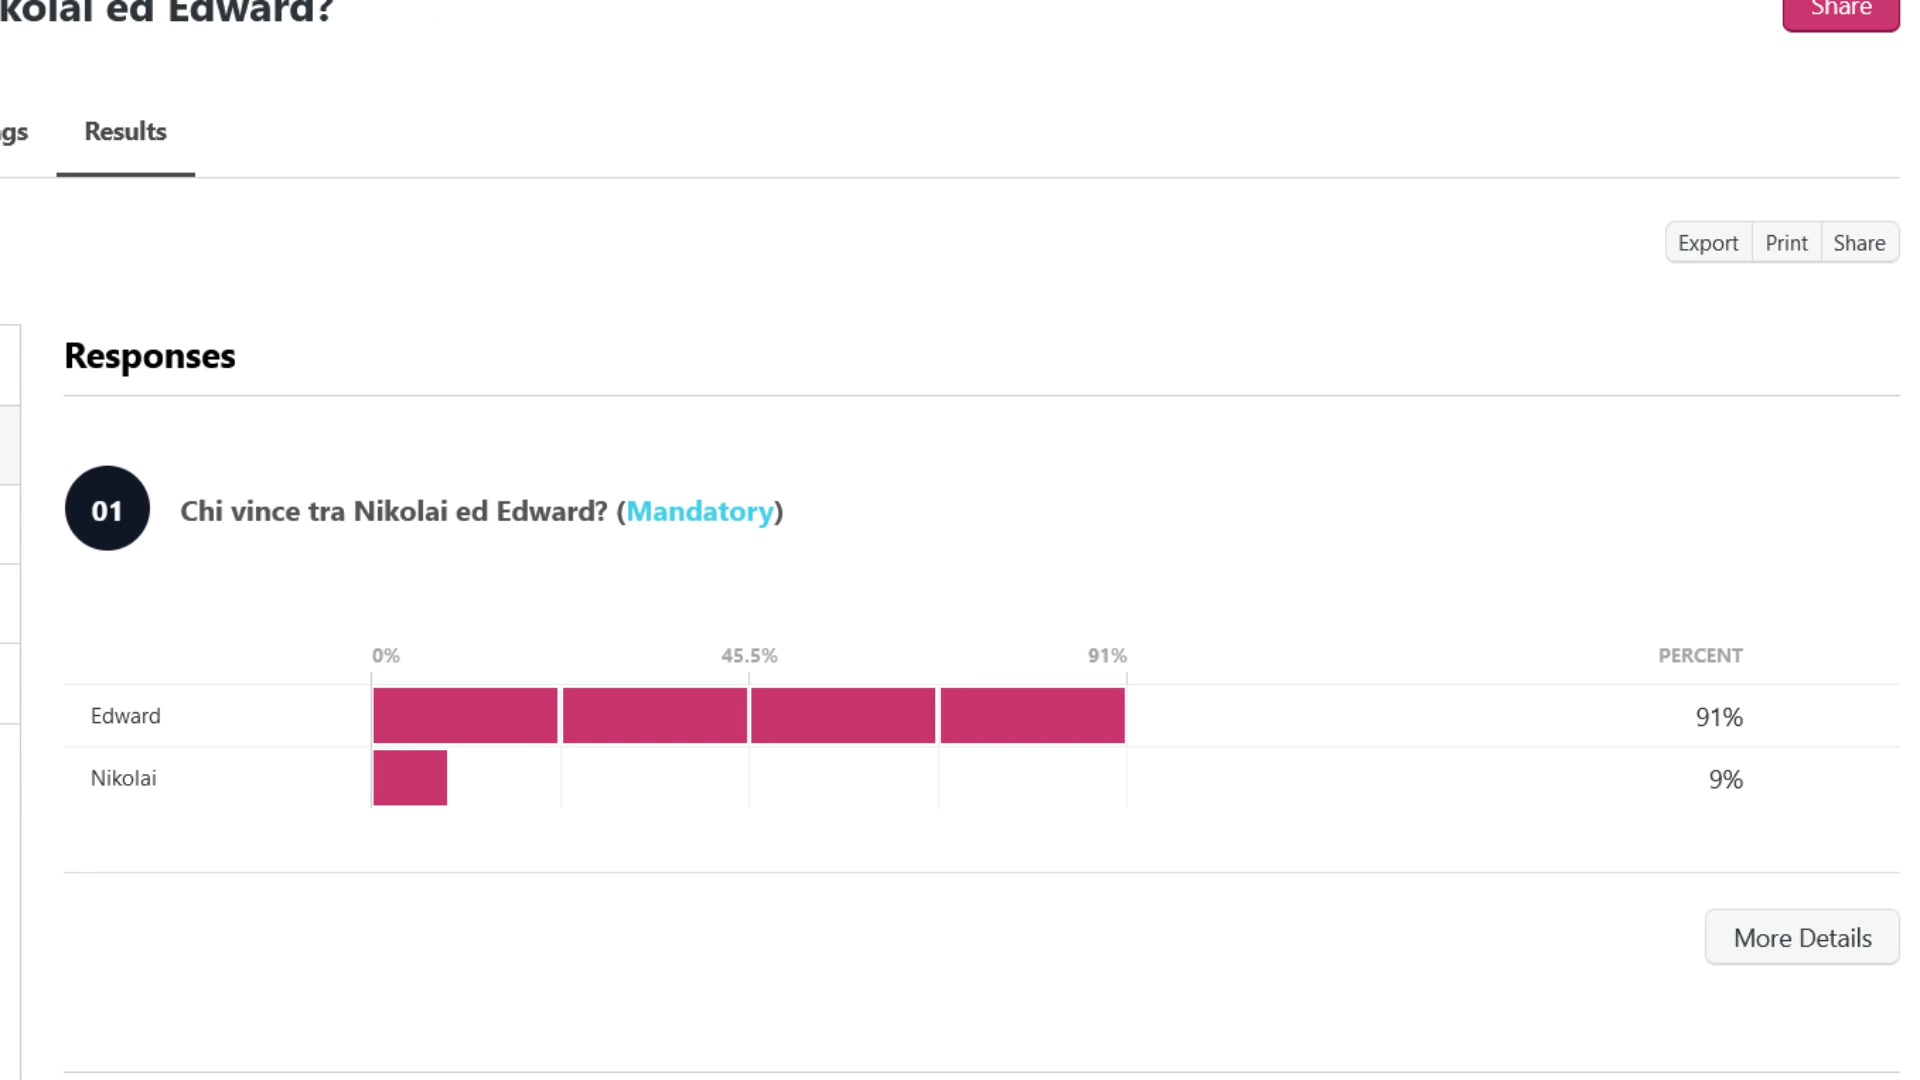 kolai ed Edward?
Share
gs
Results
Export
Print
Share
Responses
01
Chi vince tra Nikolai ed Edward? (Mandatory)
0%
45.5%
91%
PERCENT
Edward
91%
Nikolai
9%
More Details